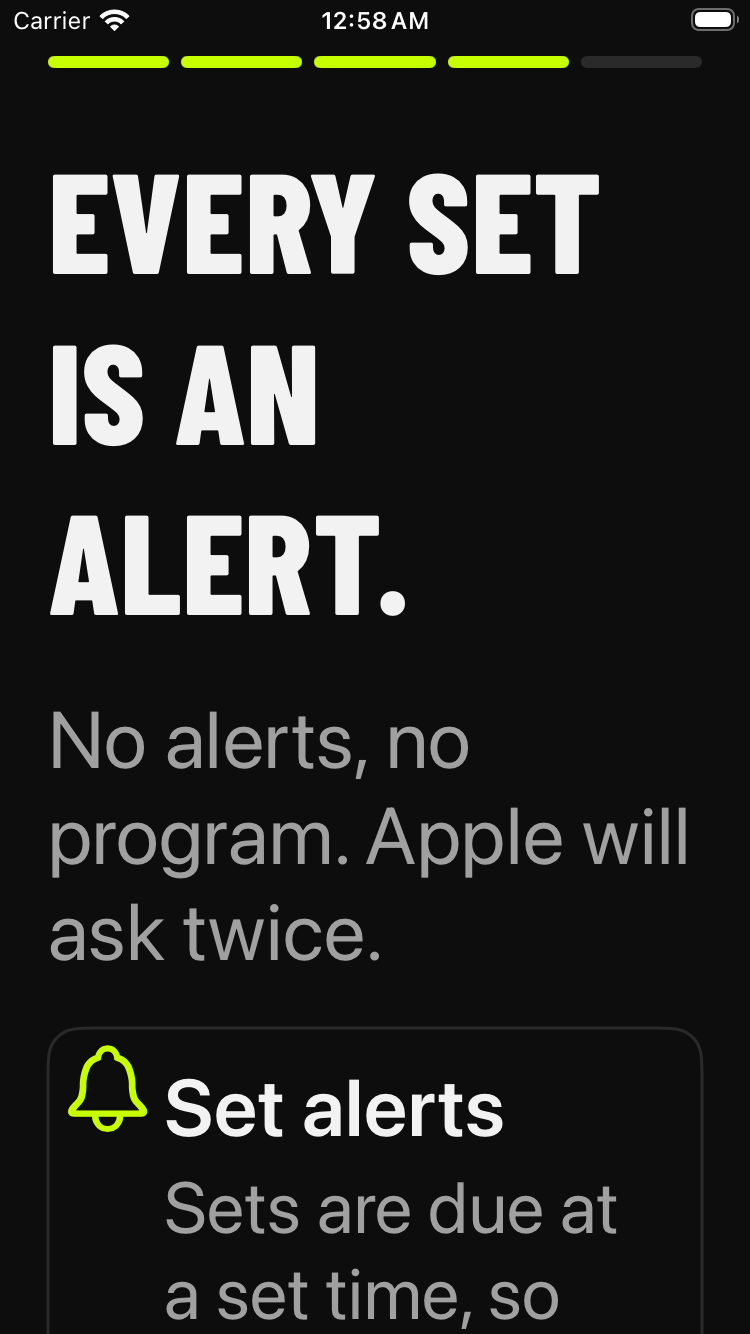 Carrier 12:58 AM
EVERY SET
IS AN
ALERT.
No alerts, no
program. Apple will
ask twice.
Set alerts
Sets are due at
a set time, so